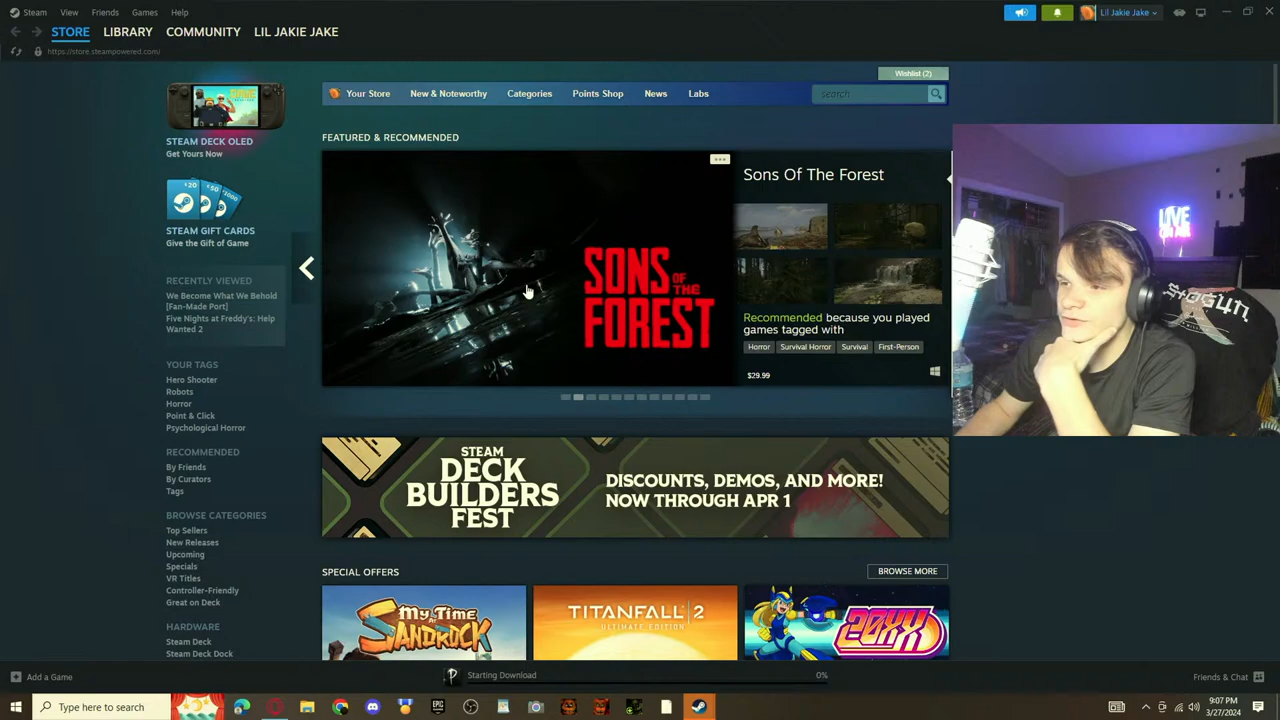 Steam View Friends Games Help
Lil Jakie Jake
STORE LIBRARY COMMUNITY LIL JAKIE JAKE
https://store.steampowered.com/
Wishlist (2)
Your Store New & Noteworthy Categories Points Shop News Labs
search
STEAM DECK OLED
Get Yours Now
STEAM GIFT CARDS
Give the Gift of Game
RECENTLY VIEWED
We Become What We Behold
[Fan-Made Port]
Five Nights at Freddy's: Help
Wanted 2
YOUR TAGS
Hero Shooter
Robots
Horror
Point & Click
Psychological Horror
RECOMMENDED
By Friends
By Curators
Tags
BROWSE CATEGORIES
Top Sellers
New Releases
Upcoming
Specials
VR Titles
Controller-Friendly
Great on Deck
HARDWARE
Steam Deck
Steam Deck Dock
FEATURED & RECOMMENDED
SONS
OF
THE
FOREST
Sons Of The Forest
Recommended because you played
games tagged with
Horror Survival Horror Survival First-Person
$29.99
LIVE
ON AIR
STEAM
DECK
BUILDERS
FEST
DISCOUNTS, DEMOS, AND MORE!
NOW THROUGH APR 1
SPECIAL OFFERS
BROWSE MORE
MY TIME
AT
SANDROCK
TITANFALL 2
ULTIMATE EDITION
20XX
Add a Game
Starting Download
0%
Friends & Chat
Type here to search
EPIC
9:07 PM
3/27/2024